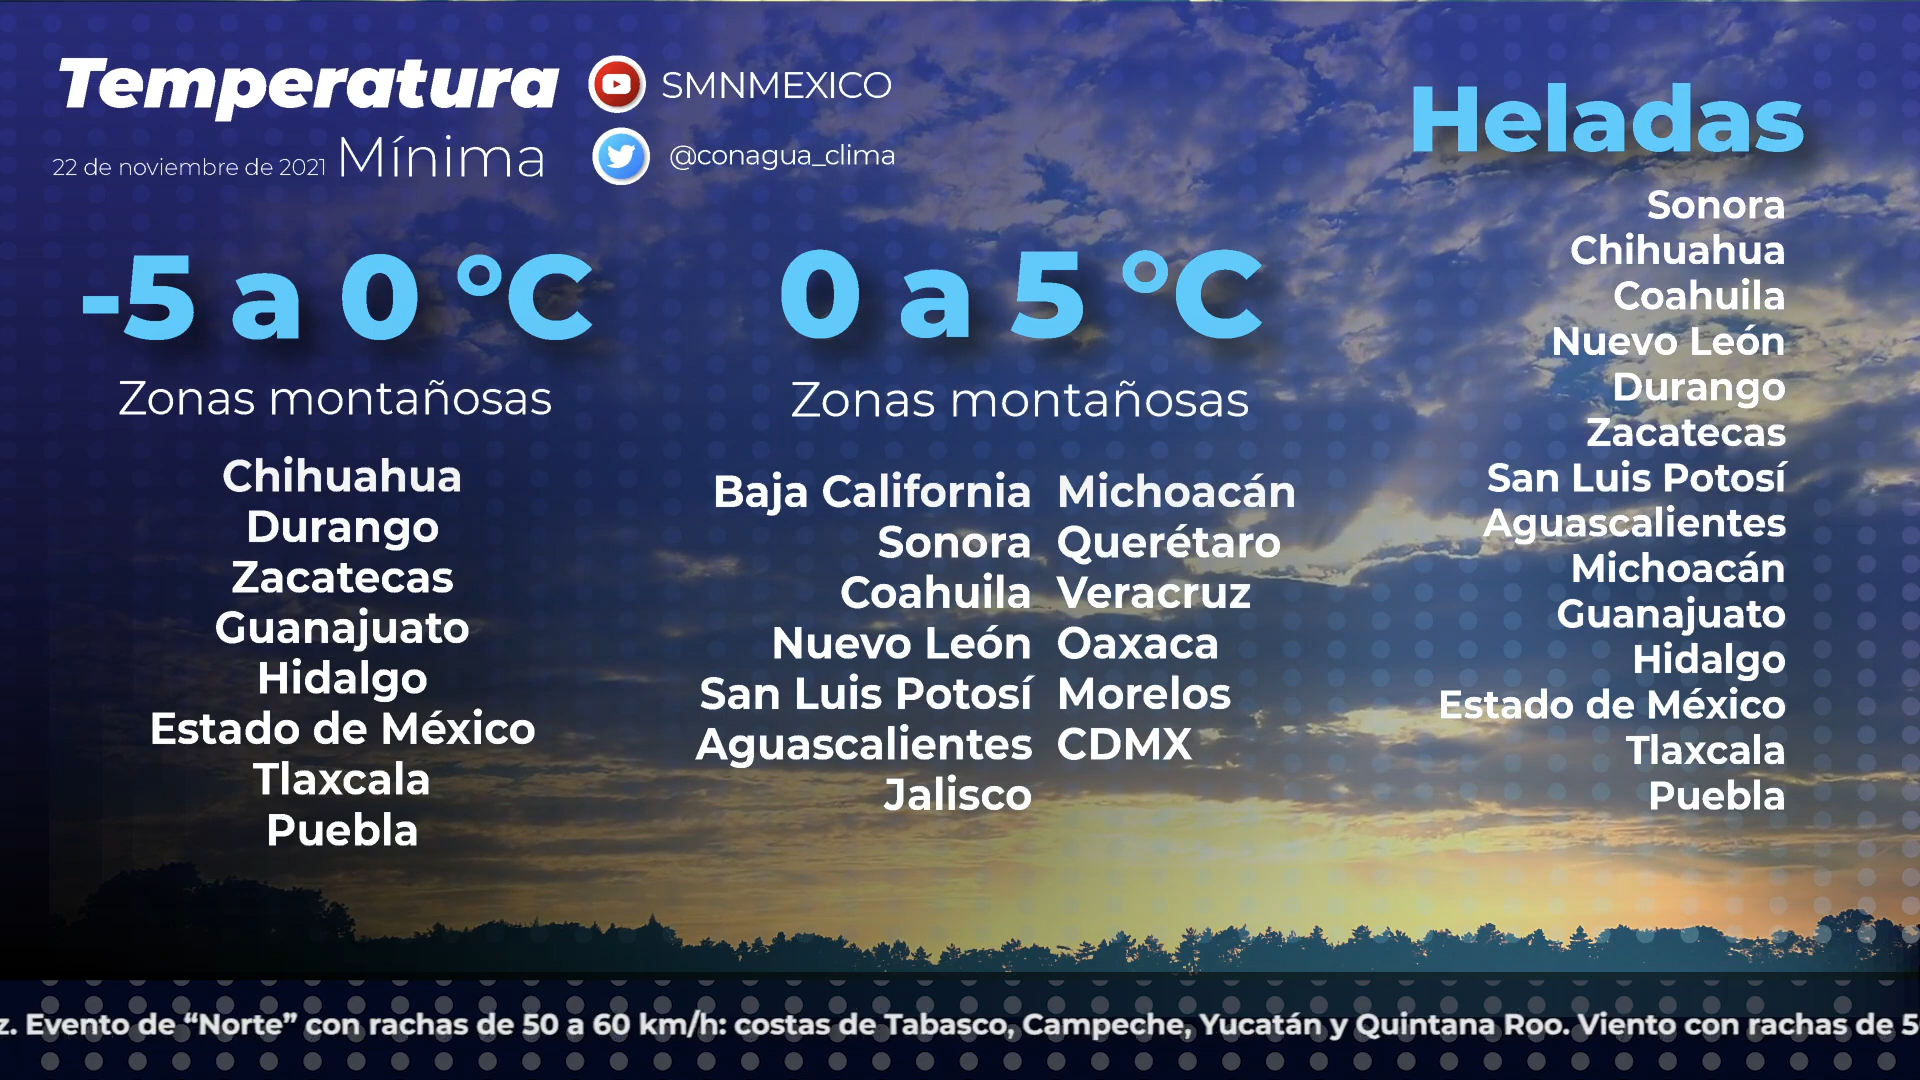 Temperatura
Mínima
22 de noviembre de 2021
SMNMEXICO
@conagua_clima
-5 a 0 °C
Zonas montañosas
Chihuahua
Durango
Zacatecas
Guanajuato
Hidalgo
Estado de México
Tlaxcala
Puebla
0 a 5 °C
Zonas montañosas
Baja California
Sonora
Coahuila
Nuevo León
San Luis Potosí
Aguascalientes
Jalisco
Michoacán
Querétaro
Veracruz
Oaxaca
Morelos
CDMX
Heladas
Sonora
Chihuahua
Coahuila
Nuevo León
Durango
Zacatecas
San Luis Potosí
Aguascalientes
Michoacán
Guanajuato
Hidalgo
Estado de México
Tlaxcala
Puebla
z. Evento de “Norte” con rachas de 50 a 60 km/h: costas de Tabasco, Campeche, Yucatán y Quintana Roo. Viento con rachas de 5